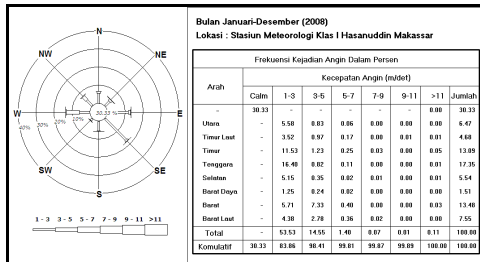 N
NW NE
W 30.33 % E
40% 30% 20% 10%
SW SE
S
1 - 3 3 - 5 5 - 7 7 - 9 9 - 11 >11
Bulan Januari-Desember (2008)
Lokasi : Stasiun Meteorologi Klas I Hasanuddin Makassar
Frekuensi Kejadian Angin Dalam Persen
Arah Kecepatan Angin (m/det)
Calm 1-3 3-5 5-7 7-9 9-11 >11 Jumlah
- 30.33 - - - - - 0.00 30.33
Utara 5.58 0.83 0.06 0.00 0.00 0.00 6.47
Timur Laut 3.52 0.97 0.17 0.00 0.01 0.01 4.68
Timur 11.53 1.23 0.25 0.03 0.00 0.05 13.09
Tenggara 16.40 0.82 0.11 0.00 0.00 0.01 17.35
Selatan 5.15 0.35 0.02 0.01 0.00 0.01 5.54
Barat Daya 1.25 0.24 0.02 0.00 0.00 0.00 1.51
Barat 5.71 7.33 0.40 0.00 0.00 0.03 13.48
Barat Laut 4.38 2.78 0.36 0.02 0.00 0.00 7.55
Total - 53.53 14.55 1.40 0.07 0.01 0.11 100.00
Komulatif 30.33 83.86 98.41 99.81 99.87 99.89 100.00 100.00